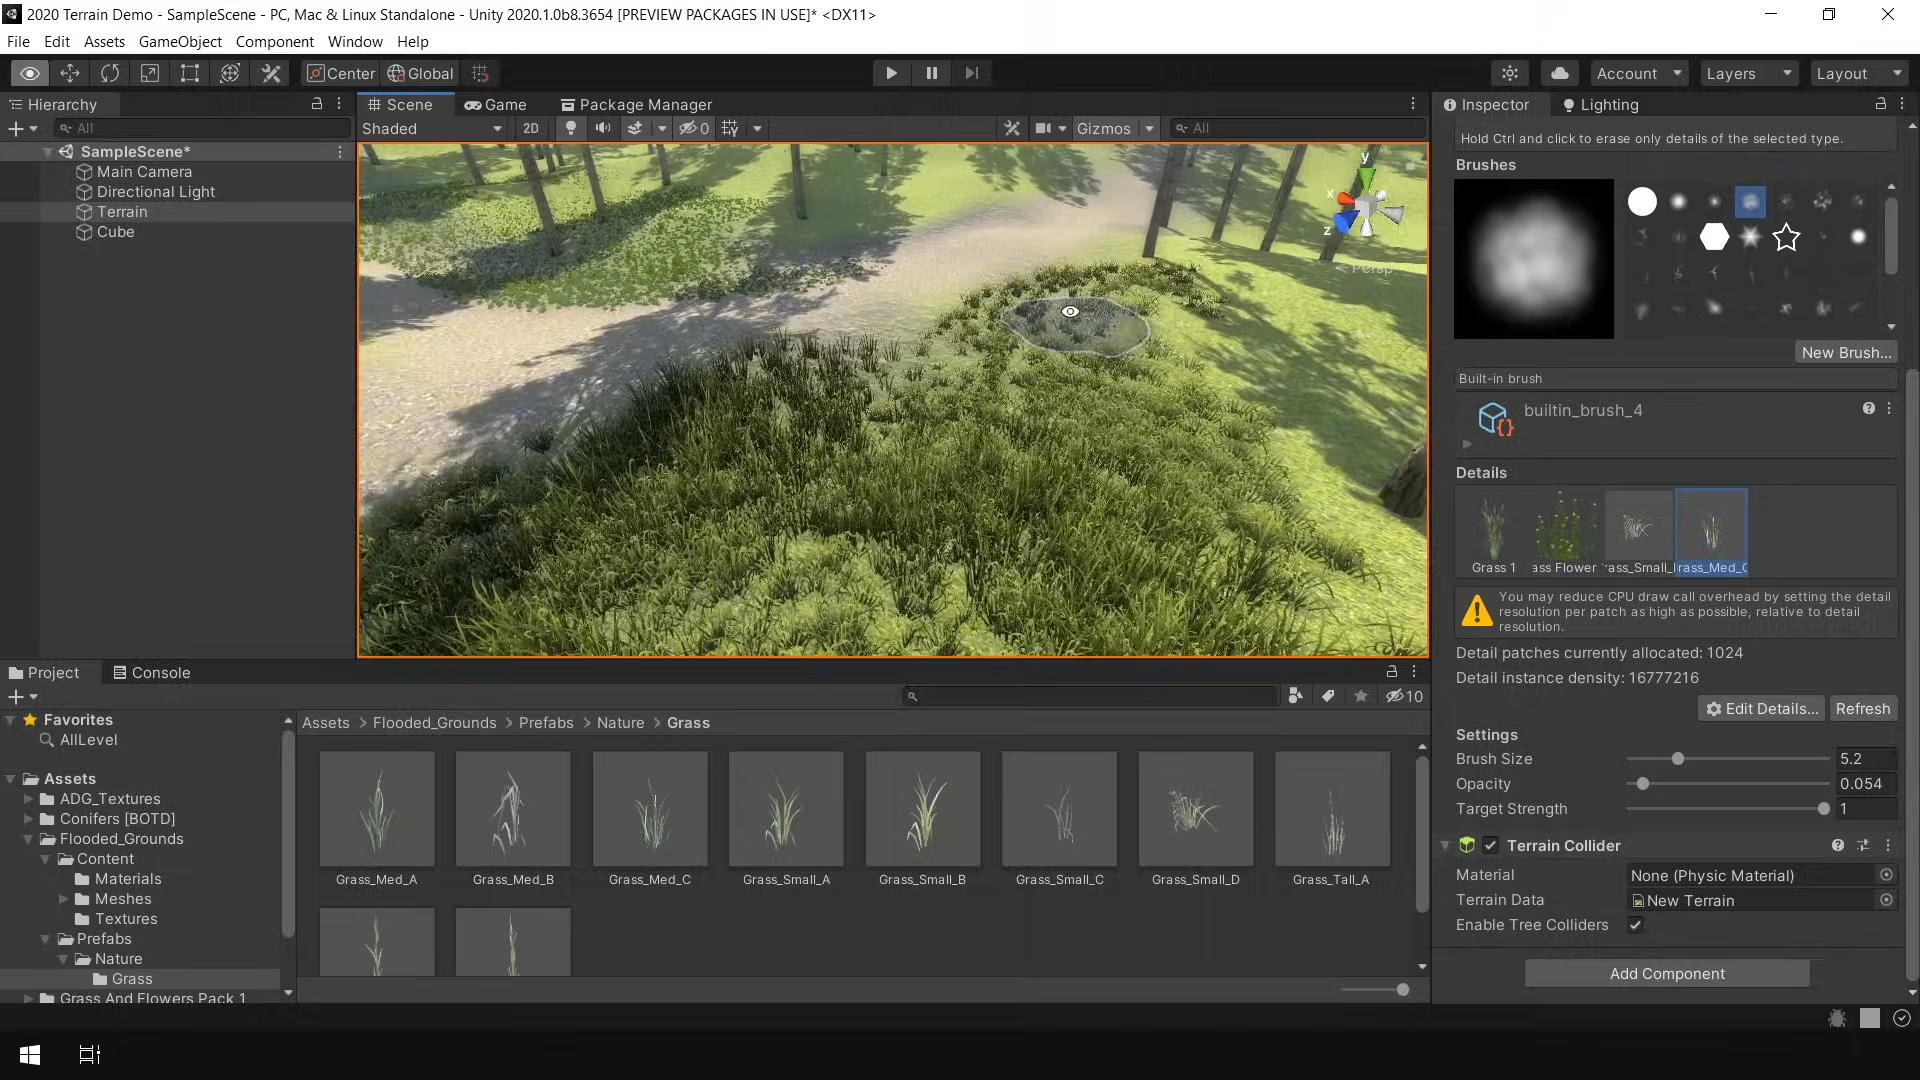 2020 Terrain Demo - SampleScene - PC, Mac & Linux Standalone - Unity 2020.1.0b8.3654 [PREVIEW PACKAGES IN USE]* <DX11>
File Edit Assets GameObject Component Window Help
Center Global
Account Layers Layout
Hierarchy
All
SampleScene*
Main Camera
Directional Light
Terrain
Cube
Scene Game Package Manager
Shaded 2D 0 Gizmos All
y
x
z
Persp
Inspector Lighting
Hold Ctrl and click to erase only details of the selected type.
Brushes
New Brush...
Built-in brush
builtin_brush_4
Details
Grass 1 ass Flower rass_Small_ rass_Med_C
You may reduce CPU draw call overhead by setting the detail
resolution per patch as high as possible, relative to detail
resolution.
Detail patches currently allocated: 1024
Detail instance density: 16777216
Edit Details... Refresh
Settings
Brush Size 5.2
Opacity 0.054
Target Strength 1
Terrain Collider
Material None (Physic Material)
Terrain Data New Terrain
Enable Tree Colliders
Add Component
Project Console
10
Favorites
AllLevel
Assets
ADG_Textures
Conifers [BOTD]
Flooded_Grounds
Content
Materials
Meshes
Textures
Prefabs
Nature
Grass
Grass And Flowers Pack 1
Assets > Flooded_Grounds > Prefabs > Nature > Grass
Grass_Med_A Grass_Med_B Grass_Med_C Grass_Small_A Grass_Small_B Grass_Small_C Grass_Small_D Grass_Tall_A